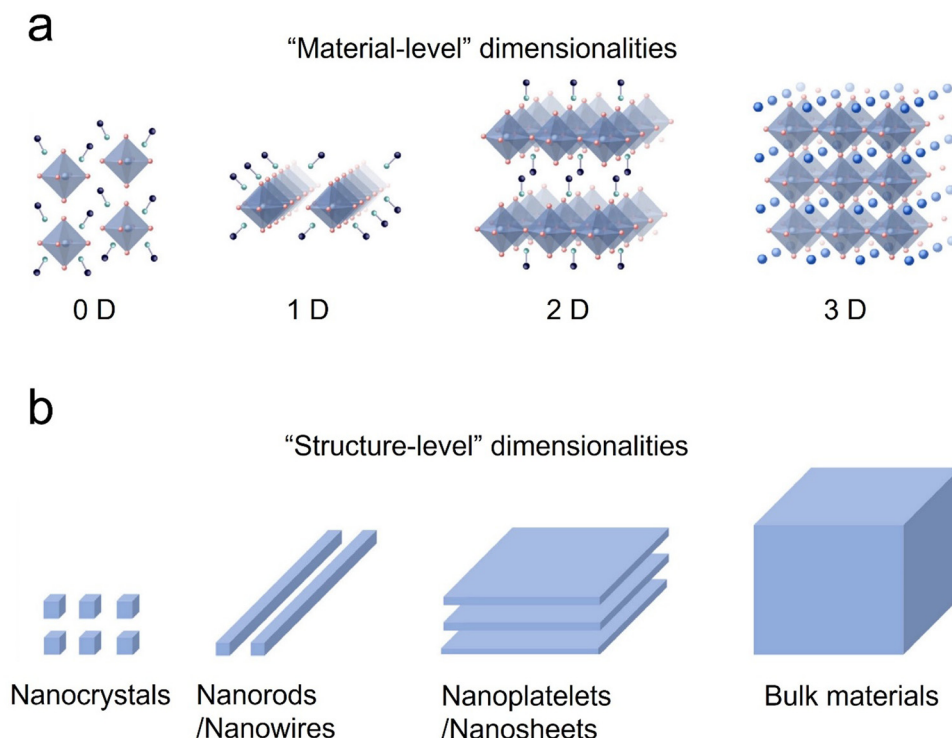 a
“Material-level” dimensionalities
0 D
1 D
2 D
3 D
b
“Structure-level” dimensionalities
Nanocrystals
Nanorods
/Nanowires
Nanoplatelets
/Nanosheets
Bulk materials